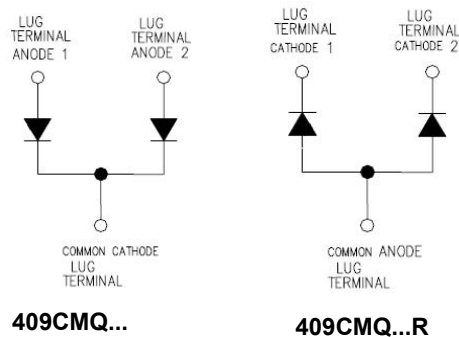 LUG
TERMINAL
ANODE 1
LUG
TERMINAL
ANODE 2
COMMON CATHODE
LUG
TERMINAL
409CMQ...
LUG
TERMINAL
CATHODE 1
LUG
TERMINAL
CATHODE 2
COMMON ANODE
LUG
TERMINAL
409CMQ...R